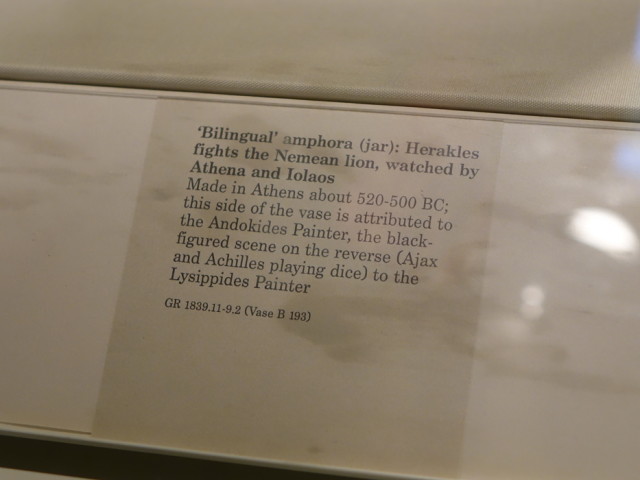 'Bilingual' amphora (jar): Herakles
fights the Nemean lion, watched by
Athena and Iolaos
Made in Athens about 520-500 BC;
this side of the vase is attributed to
the Andokides Painter, the black-
figured scene on the reverse (Ajax
and Achilles playing dice) to the
Lysippides Painter
GR 1839.11-9.2 (Vase B 193)